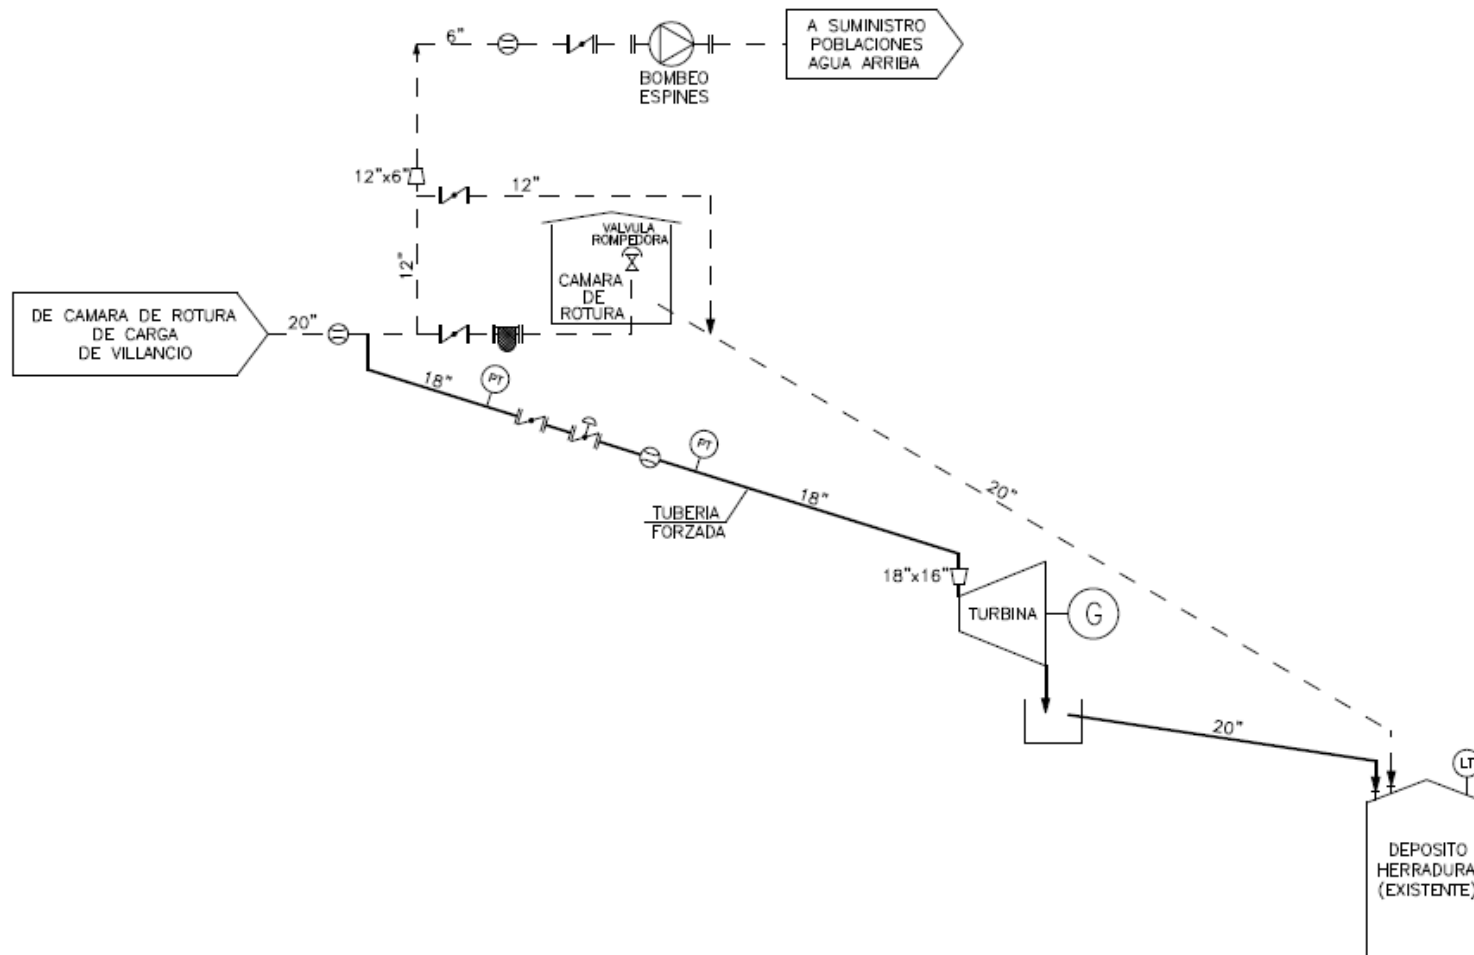 6"
A SUMINISTRO
POBLACIONES
AGUA ARRIBA
BOMBEO
ESPINES
12"x6"
12"
VALVULA
ROMPEDORA
12"
CAMARA
DE
ROTURA
DE CAMARA DE ROTURA
DE CARGA
DE VILLANCIO
20"
18"
PT
PT
20"
18"
TUBERIA
FORZADA
18"x16"
TURBINA
G
20"
LT
DEPOSITO
HERRADURA
(EXISTENTE)